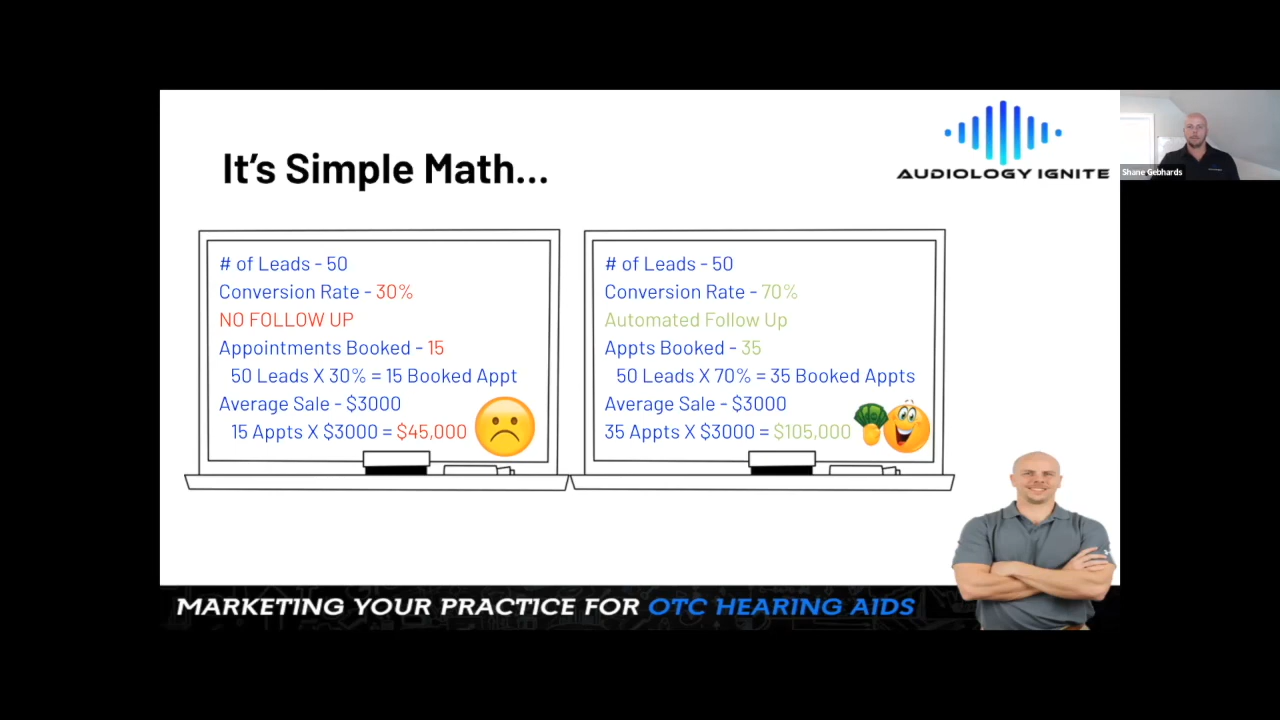 It's Simple Math...
AUDIOLOGY IGNITE
Shane Gebhards
# of Leads - 50
Conversion Rate - 30%
NO FOLLOW UP
Appointments Booked - 15
50 Leads X 30% = 15 Booked Appt
Average Sale - $3000
15 Appts X $3000 = $45,000
# of Leads - 50
Conversion Rate - 70%
Automated Follow Up
Appts Booked - 35
50 Leads X 70% = 35 Booked Appts
Average Sale - $3000
35 Appts X $3000 = $105,000
MARKETING YOUR PRACTICE FOR OTC HEARING AIDS